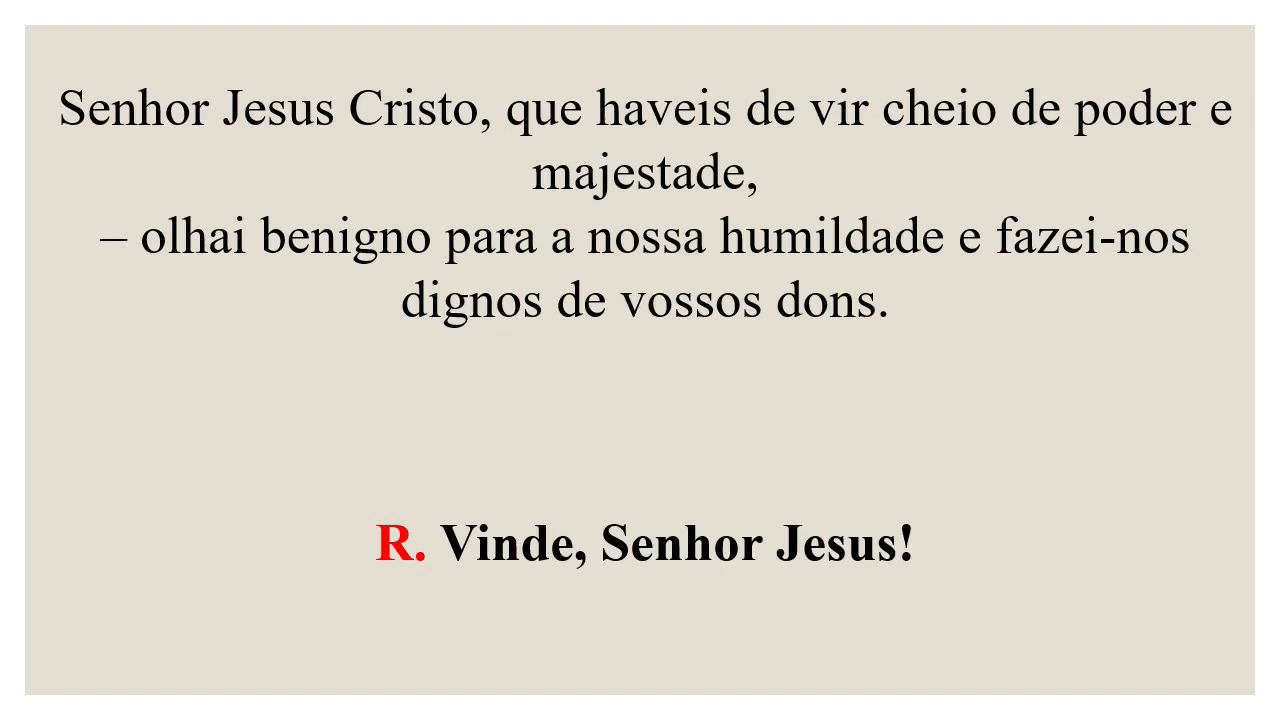 Senhor Jesus Cristo, que haveis de vir cheio de poder e
majestade,
– olhai benigno para a nossa humildade e fazei-nos
dignos de vossos dons.
R. Vinde, Senhor Jesus!